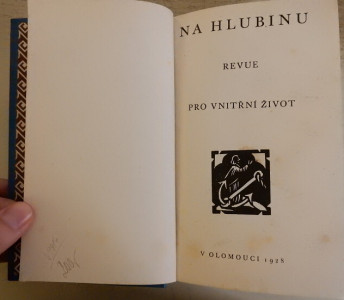 NA HLUBINU
REVUE
PRO VNITŘNÍ ŽIVOT
V OLOMOUCI 1928